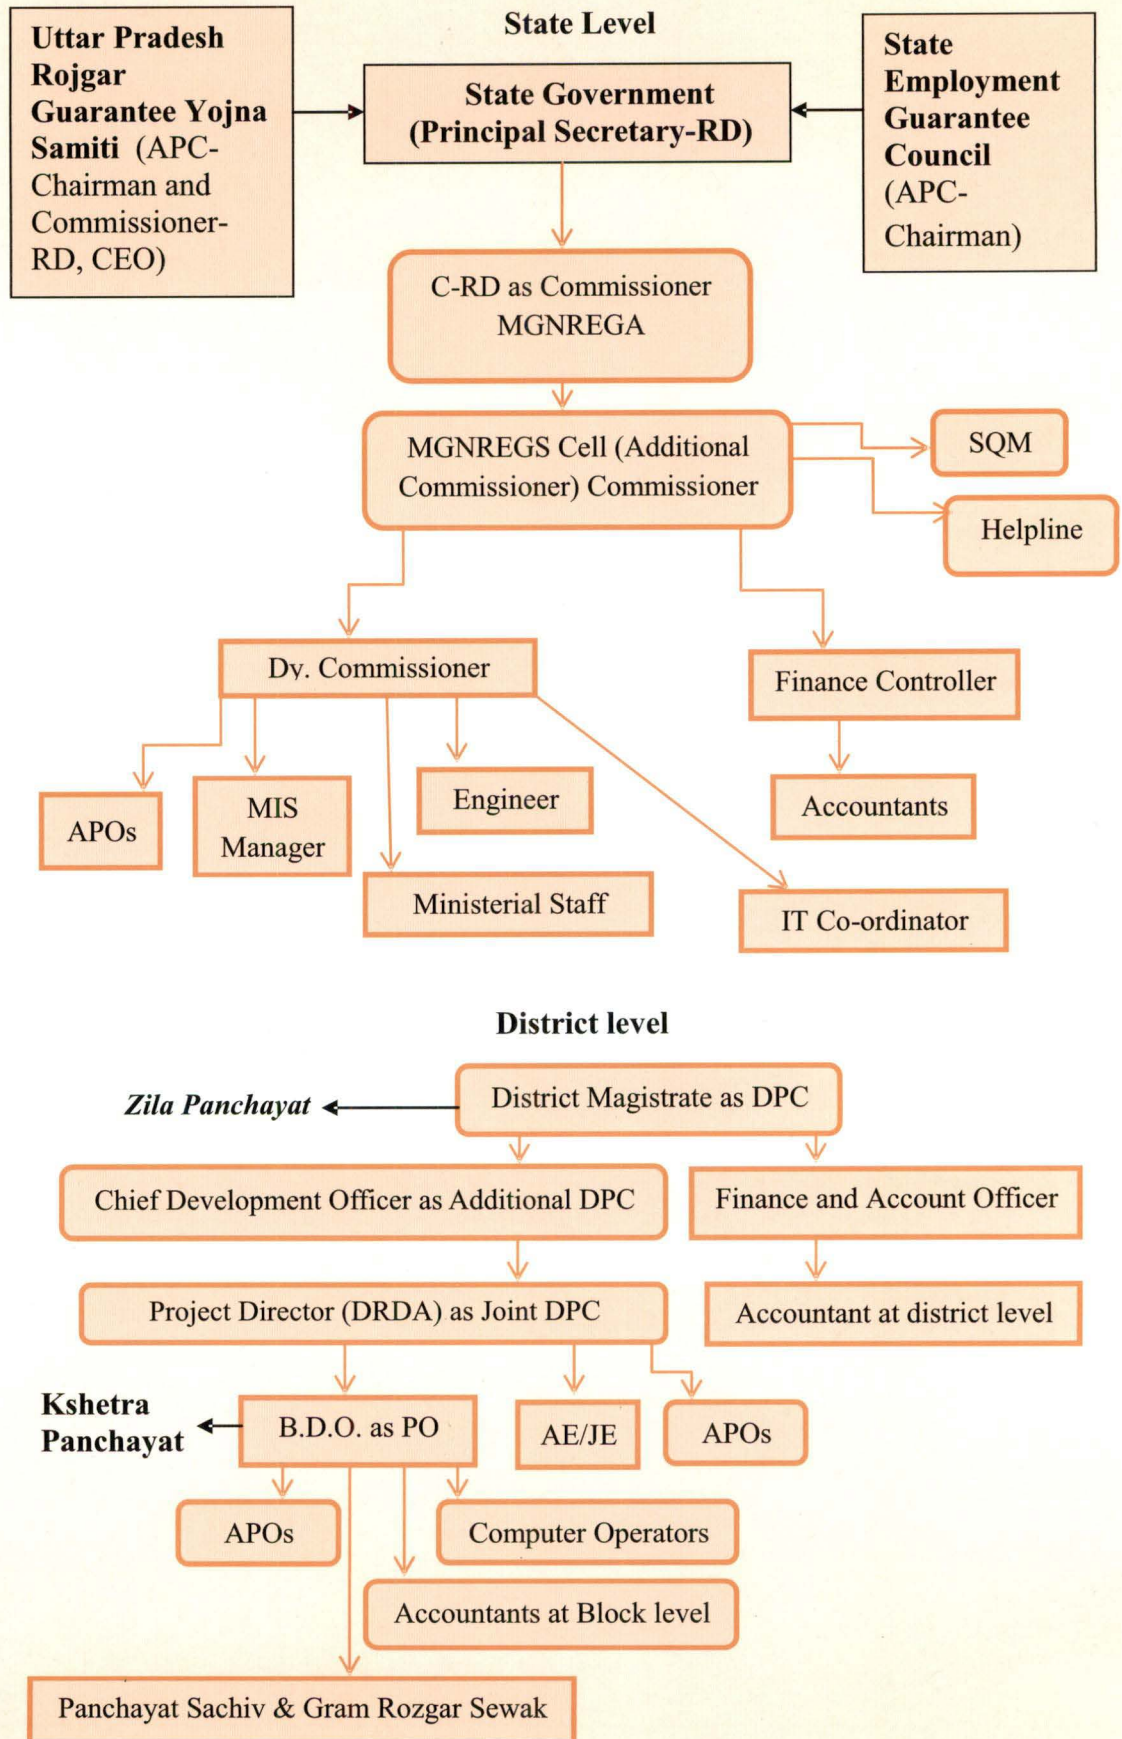 State Level
Uttar Pradesh
Rojgar
Guarantee Yojna
Samiti (APC-
Chairman and
Commissioner-
RD, CEO)
State Government
(Principal Secretary-RD)
State
Employment
Guarantee
Council
(APC-
Chairman)
C-RD as Commissioner
MGNREGA
MGNREGS Cell (Additional
Commissioner) Commissioner
SQM
Helpline
Dy. Commissioner
Finance Controller
APOs
MIS
Manager
Engineer
Accountants
Ministerial Staff
IT Co-ordinator
District level
Zila Panchayat
District Magistrate as DPC
Chief Development Officer as Additional DPC
Finance and Account Officer
Project Director (DRDA) as Joint DPC
Accountant at district level
Kshetra
Panchayat
B.D.O. as PO
AE/JE
APOs
APOs
Computer Operators
Accountants at Block level
Panchayat Sachiv & Gram Rozgar Sewak